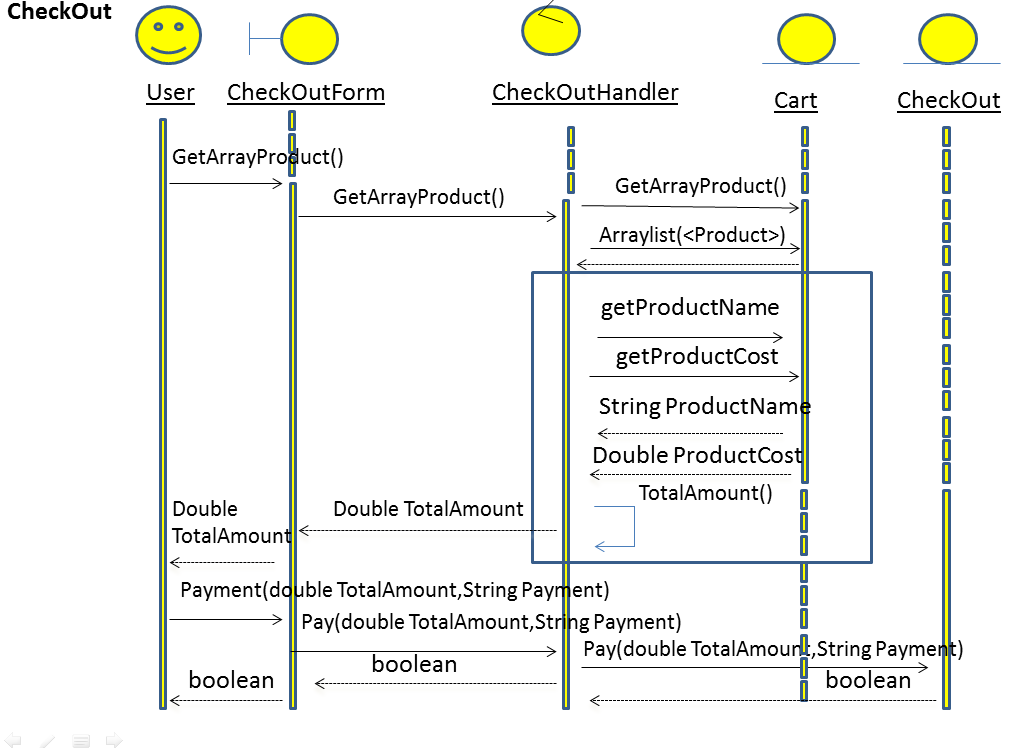 CheckOut
User
CheckOutForm
CheckOutHandler
Cart
CheckOut
GetArrayProduct()
GetArrayProduct()
GetArrayProduct()
Arraylist(<Product>)
getProductName
getProductCost
String ProductName
Double ProductCost
TotalAmount()
Double TotalAmount
Double
TotalAmount
Payment(double TotalAmount,String Payment)
Pay(double TotalAmount,String Payment)
Pay(double TotalAmount,String Payment)
boolean
boolean
boolean